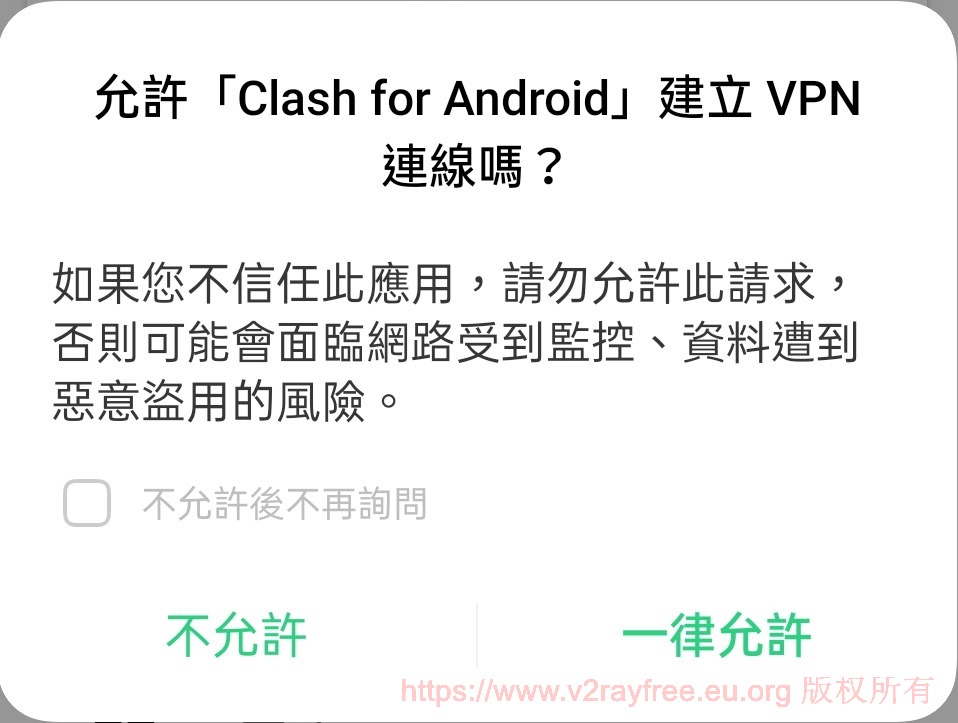 允許「Clash for Android」建立 VPN
連線嗎？
如果您不信任此應用，請勿允許此請求，
否則可能會面臨網路受到監控、資料遭到
惡意盜用的風險。
不允許後不再詢問
不允許
一律允許
https://www.v2rayfree.eu.org 版权所有